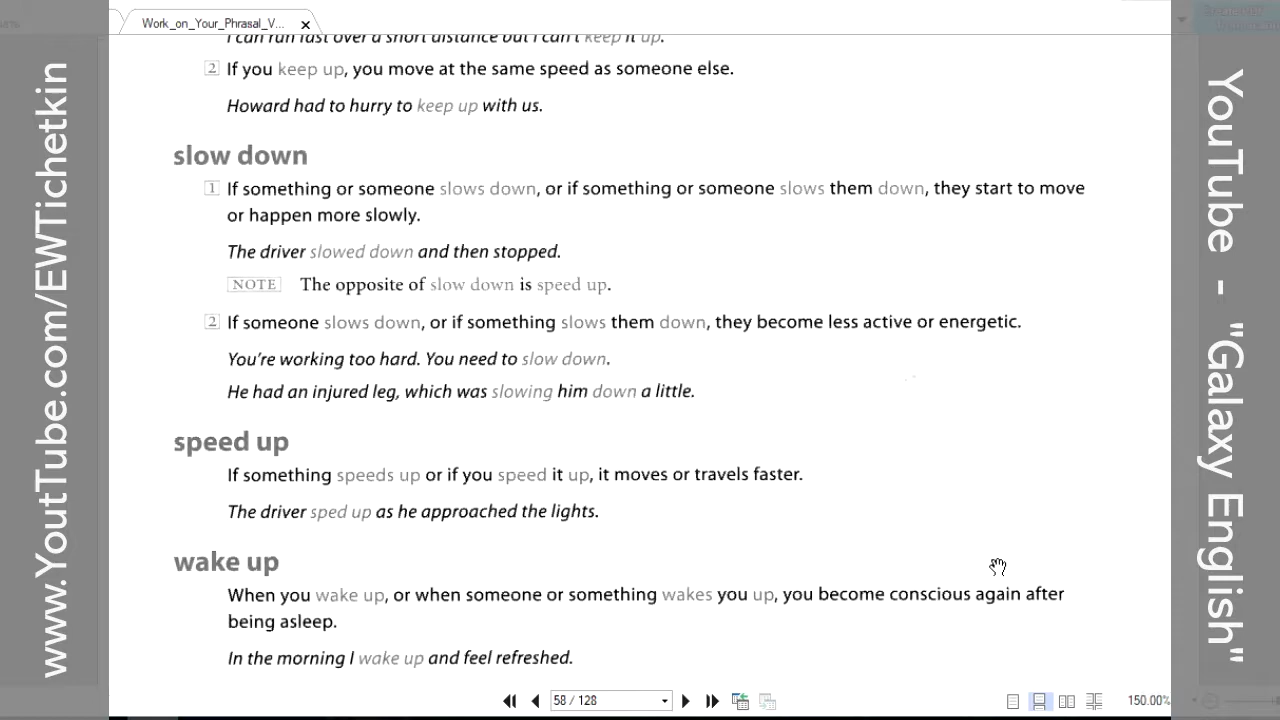 Work_on_Your_Phrasal_V...
I can run fast over a short distance but I can't keep it up.
2 If you keep up, you move at the same speed as someone else.
Howard had to hurry to keep up with us.
slow down
1 If something or someone slows down, or if something or someone slows them down, they start to move
or happen more slowly.
The driver slowed down and then stopped.
NOTE The opposite of slow down is speed up.
2 If someone slows down, or if something slows them down, they become less active or energetic.
You're working too hard. You need to slow down.
He had an injured leg, which was slowing him down a little.
speed up
If something speeds up or if you speed it up, it moves or travels faster.
The driver sped up as he approached the lights.
wake up
When you wake up, or when someone or something wakes you up, you become conscious again after
being asleep.
In the morning I wake up and feel refreshed.
58 / 128
150.00%
www.YoutTube.com/EWTichetkin
YouTube - "Galaxy English"